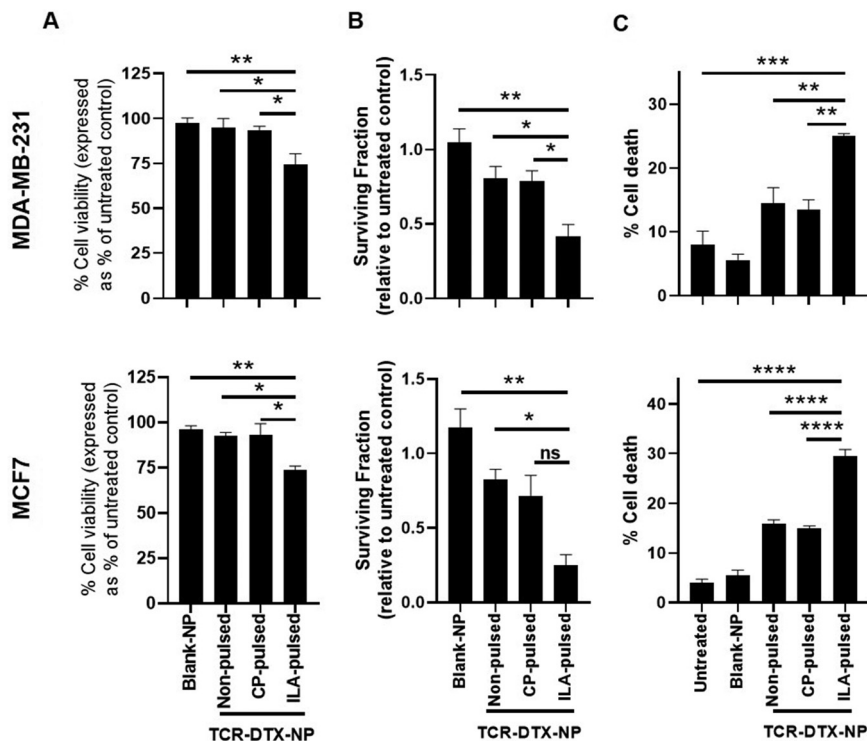 A
B
C
MDA-MB-231
% Cell viability (expressed
as % of untreated control)
125
100
75
50
25
0
**
*
*
Surviving Fraction
(relative to untreated control)
1.5
1.0
0.5
0.0
**
*
*
% Cell death
30
20
10
0
***
**
**
MCF7
% Cell viability (expressed
as % of untreated control)
125
100
75
50
25
0
**
*
*
Blank-NP
Non-pulsed
CP-pulsed
ILA-pulsed
TCR-DTX-NP
Surviving Fraction
(relative to untreated control)
1.5
1.0
0.5
0.0
**
*
ns
Blank-NP
Non-pulsed
CP-pulsed
ILA-pulsed
TCR-DTX-NP
% Cell death
40
30
20
10
0
****
****
****
Untreated
Blank-NP
Non-pulsed
CP-pulsed
ILA-pulsed
TCR-DTX-NP